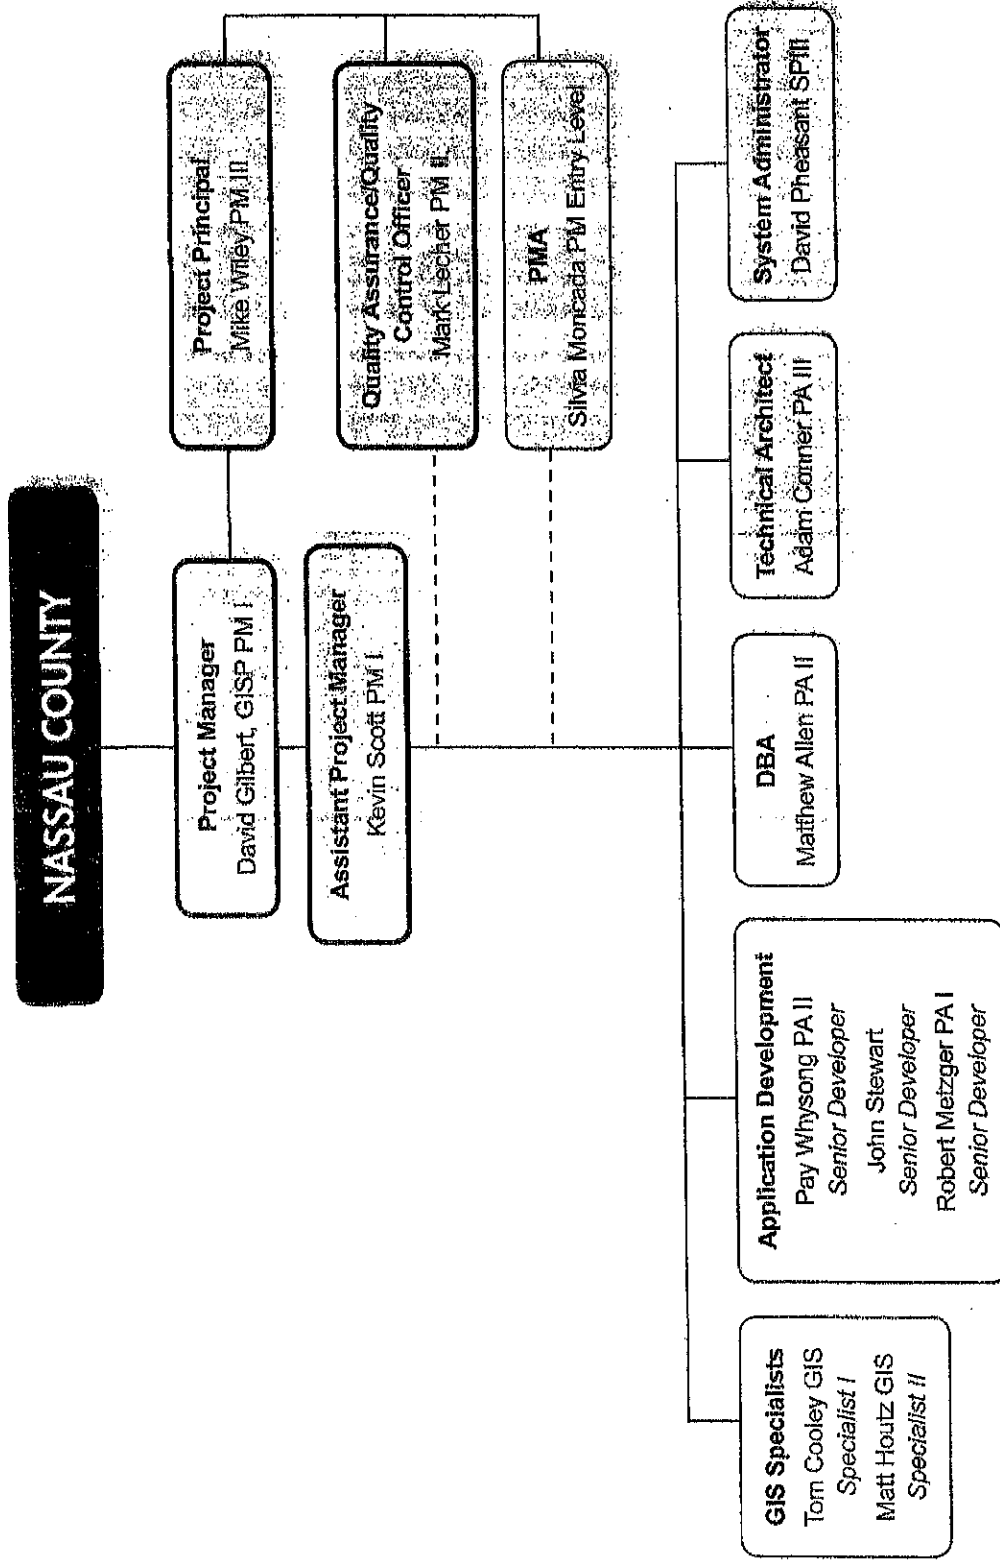 NASSAU COUNTY
Project Manager
David Gilbert, GISP PM I
Project Principal
Mike Wiley PM III
Assistant Project Manager
Kevin Scott PM I
Quality Assurance/Quality
Control Officer
Mark Lecher PM II
PMA
Silvia Moncada PM Entry Level
GIS Specialists
Tom Cooley GIS
Specialist I
Matt Houtz GIS
Specialist II
Application Development
Pay Whysong PA II
Senior Developer
John Stewart
Senior Developer
Robert Metzger PA I
Senior Developer
DBA
Matthew Allen PA II
Technical Architect
Adam Conner PA III
System Administrator
David Pheasant SPIII